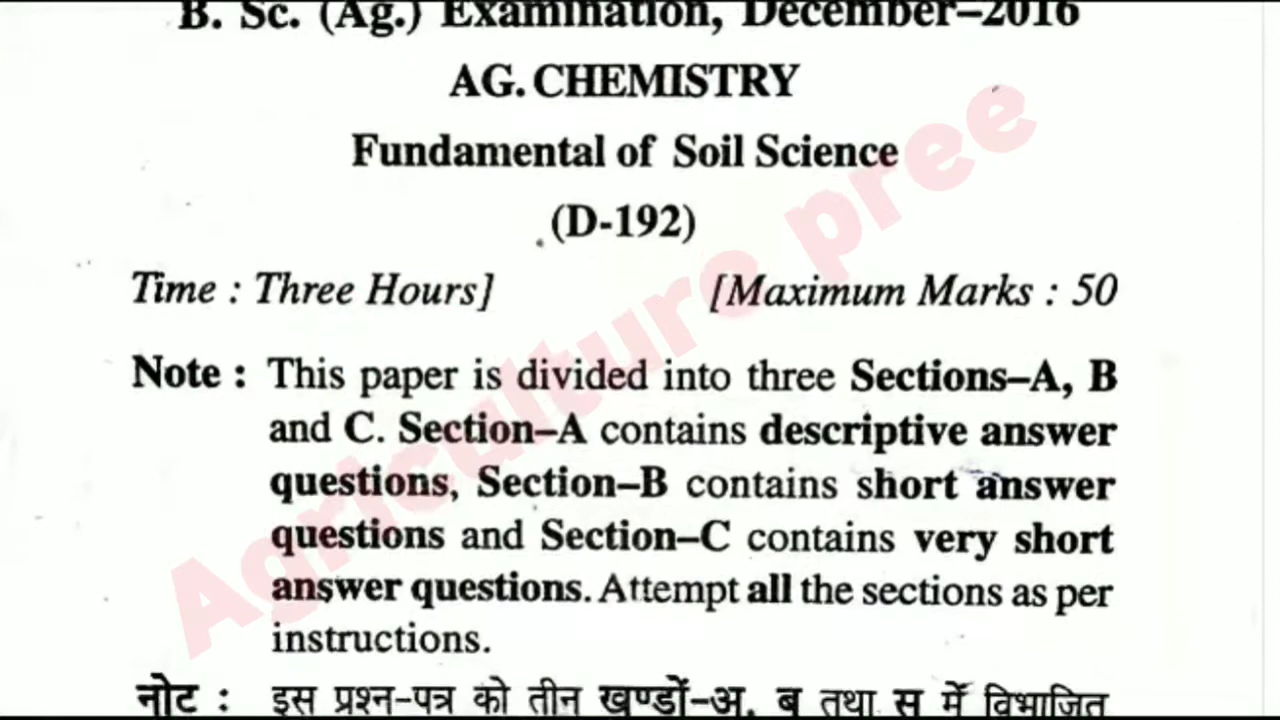 B. Sc. (Ag.) Examination, December–2016
AG. CHEMISTRY
Fundamental of Soil Science
(D-192)
Time : Three Hours] [Maximum Marks : 50
Note : This paper is divided into three Sections–A, B
and C. Section–A contains descriptive answer
questions, Section–B contains short answer
questions and Section–C contains very short
answer questions. Attempt all the sections as per
instructions.
नोट : इस प्रश्न-पत्र को तीन खण्डों-अ, ब तथा स में विभाजित
Agriculture pree